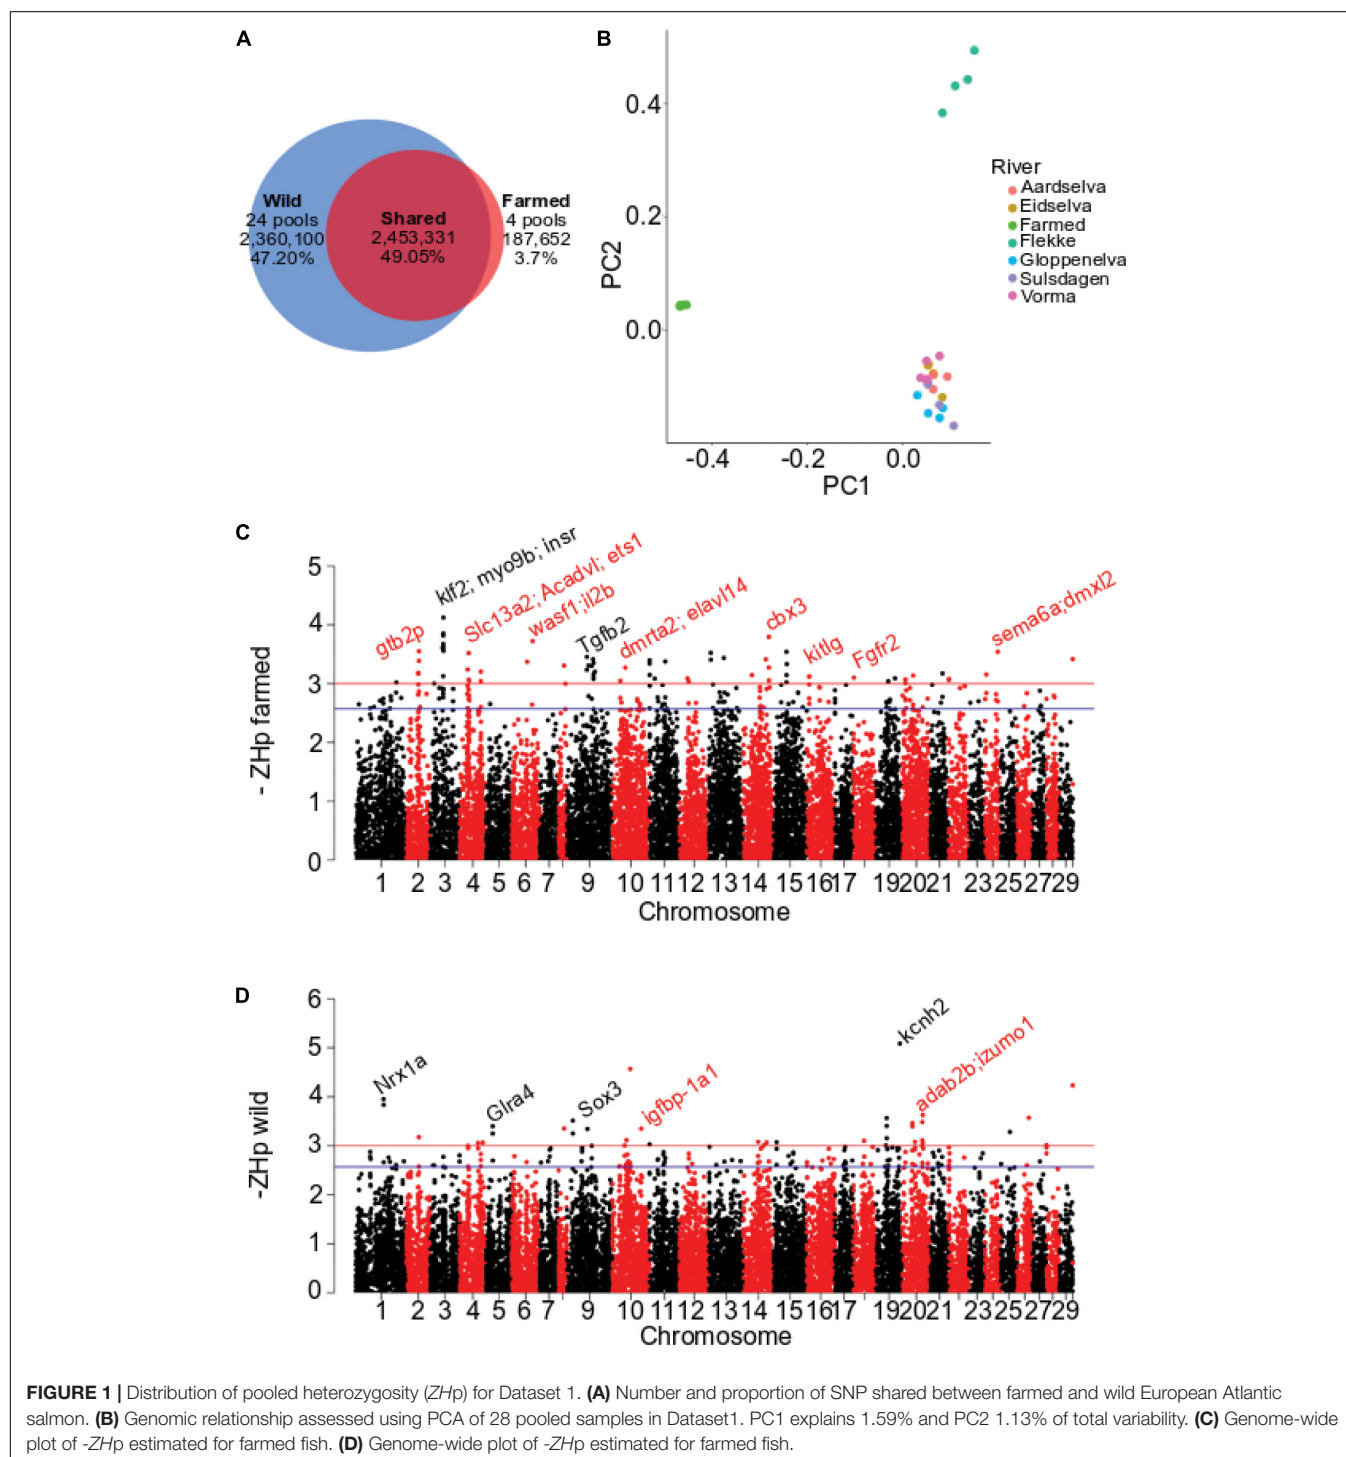 A
Wild
24 pools
2,360,100
47.20%
Shared
2,453,331
49.05%
Farmed
4 pools
187,652
3.7%
B
0.4
0.2
0.0
PC2
-0.4 -0.2 0.0
PC1
River
Aardselva
Eidselva
Farmed
Flekke
Gloppenelva
Sulsdagen
Vorma
C
5
4
3
2
1
0
- ZHp farmed
gtb2p
klf2; myo9b; insr
Slc13a2; Acadvl; ets1
wasf1;il2b
Tgfb2
dmrta2; elavl14
cbx3
kitlg
Fgfr2
sema6a;dmxl2
1 2 3 4 5 6 7 9 10 11 12 13 14 15 16 17 19 20 21 23 25 27 29
Chromosome
D
6
5
4
3
2
1
0
-ZHp wild
Nrx1a
Glra4
Sox3
igfbp-1a1
kcnh2
adab2b;izumo1
1 2 3 4 5 6 7 9 10 11 12 13 14 15 16 17 19 20 21 23 25 27 29
Chromosome
FIGURE 1 | Distribution of pooled heterozygosity (ZHp) for Dataset 1. (A) Number and proportion of SNP shared between farmed and wild European Atlantic
salmon. (B) Genomic relationship assessed using PCA of 28 pooled samples in Dataset1. PC1 explains 1.59% and PC2 1.13% of total variability. (C) Genome-wide
plot of -ZHp estimated for farmed fish. (D) Genome-wide plot of -ZHp estimated for farmed fish.